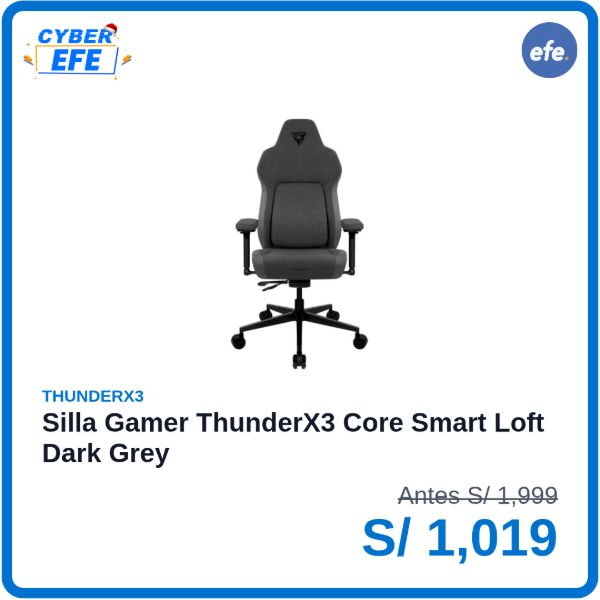 CYBER
EFE
efe.
THUNDERX3
Silla Gamer ThunderX3 Core Smart Loft
Dark Grey
Antes S/ 1,999
S/ 1,019